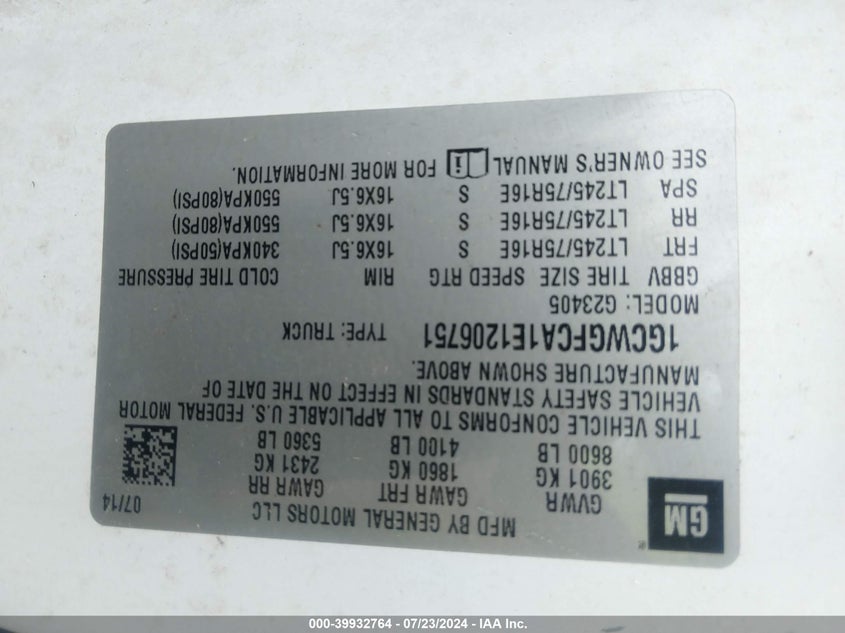 MFD BY GENERAL MOTORS LLC 07/14
GM
GVWR GAWR FRT GAWR RR
3901 KG 1860 KG 2431 KG
8600 LB 4100 LB 5360 LB
THIS VEHICLE CONFORMS TO ALL APPLICABLE U.S. FEDERAL MOTOR
VEHICLE SAFETY STANDARDS IN EFFECT ON THE DATE OF
MANUFACTURE SHOWN ABOVE.
1GCWGFCA1E1206751 TYPE: TRUCK
MODEL: G23405
GBBV TIRE SIZE SPEED RTG RIM COLD TIRE PRESSURE
FRT LT245/75R16E S 16X6.5J 340KPA(50PSI)
RR LT245/75R16E S 16X6.5J 550KPA(80PSI)
SPA LT245/75R16E S 16X6.5J 550KPA(80PSI)
SEE OWNER'S MANUAL FOR MORE INFORMATION.
000-39932764 - 07/23/2024 - IAA Inc.